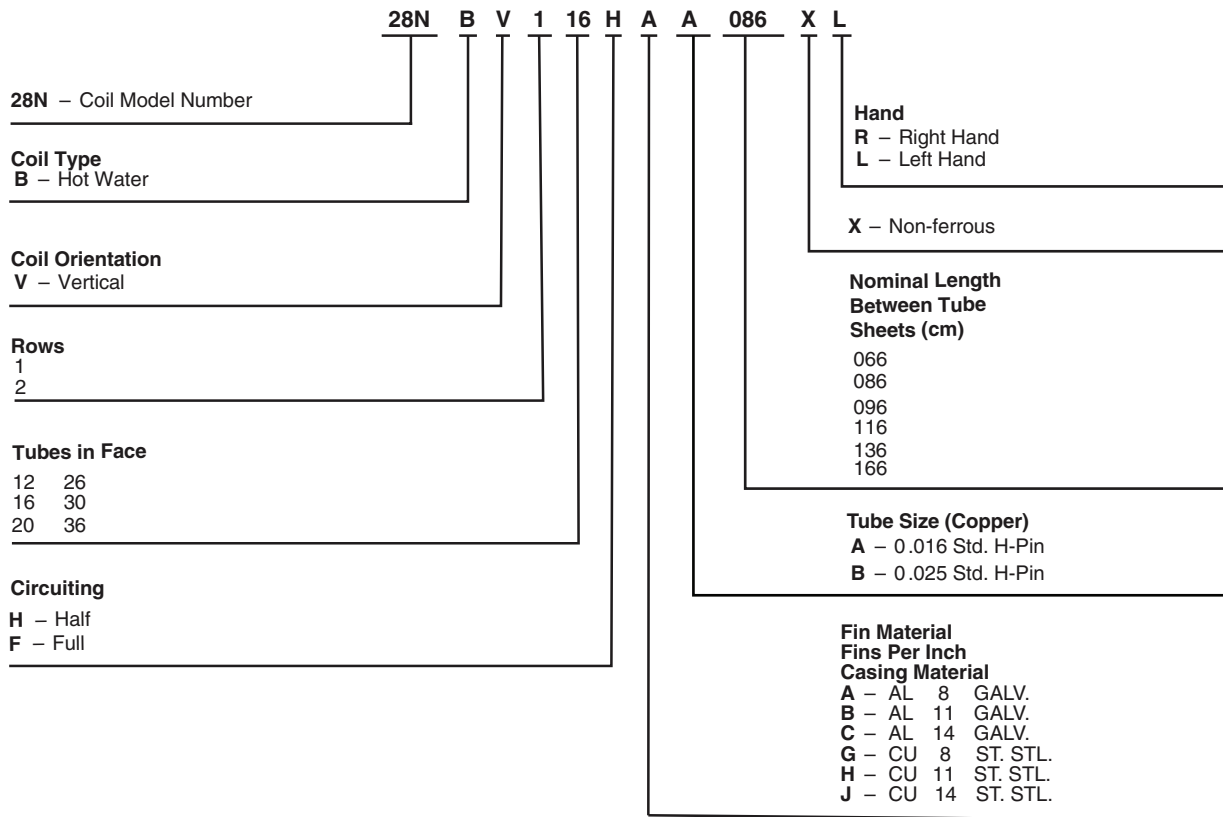 28N B V 1 16 H A A 086 X L
28N – Coil Model Number
Coil Type
B – Hot Water
Coil Orientation
V – Vertical
Rows
1
2
Tubes in Face
12 26
16 30
20 36
Circuiting
H – Half
F – Full
Hand
R – Right Hand
L – Left Hand
X – Non-ferrous
Nominal Length
Between Tube
Sheets (cm)
066
086
096
116
136
166
Tube Size (Copper)
A – 0.016 Std. H-Pin
B – 0.025 Std. H-Pin
Fin Material
Fins Per Inch
Casing Material
A – AL 8 GALV.
B – AL 11 GALV.
C – AL 14 GALV.
G – CU 8 ST. STL.
H – CU 11 ST. STL.
J – CU 14 ST. STL.